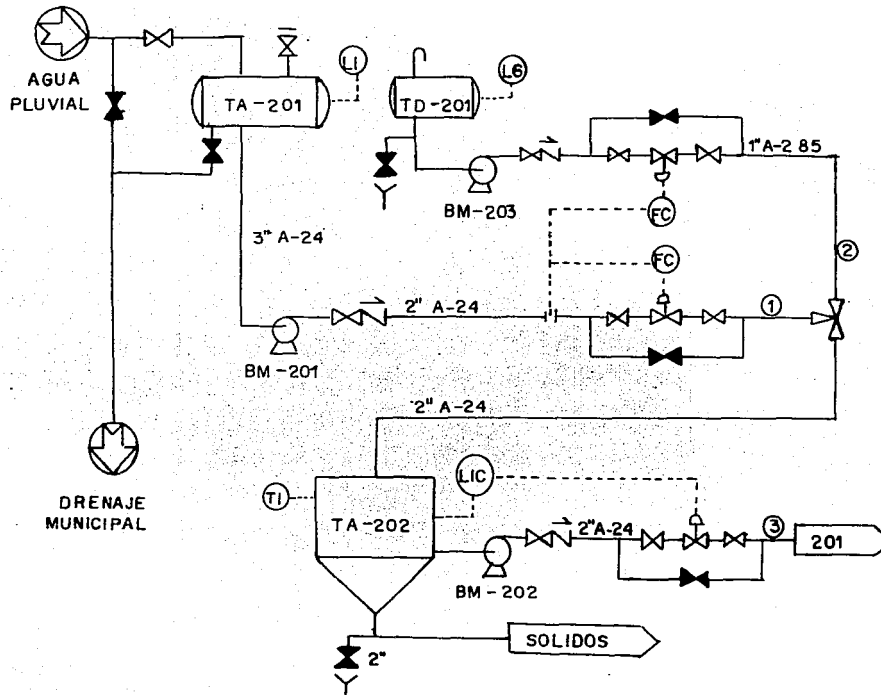 AGUA
PLUVIAL
TA-201
LI
TD-201
L6
1"A-2 85
BM-203
FC
3" A-24
FC
2
2" A-24
1
BM-201
2" A-24
DRENAJE
MUNICIPAL
TI
LIC
TA-202
2"A-24
3
201
BM-202
2"
SOLIDOS